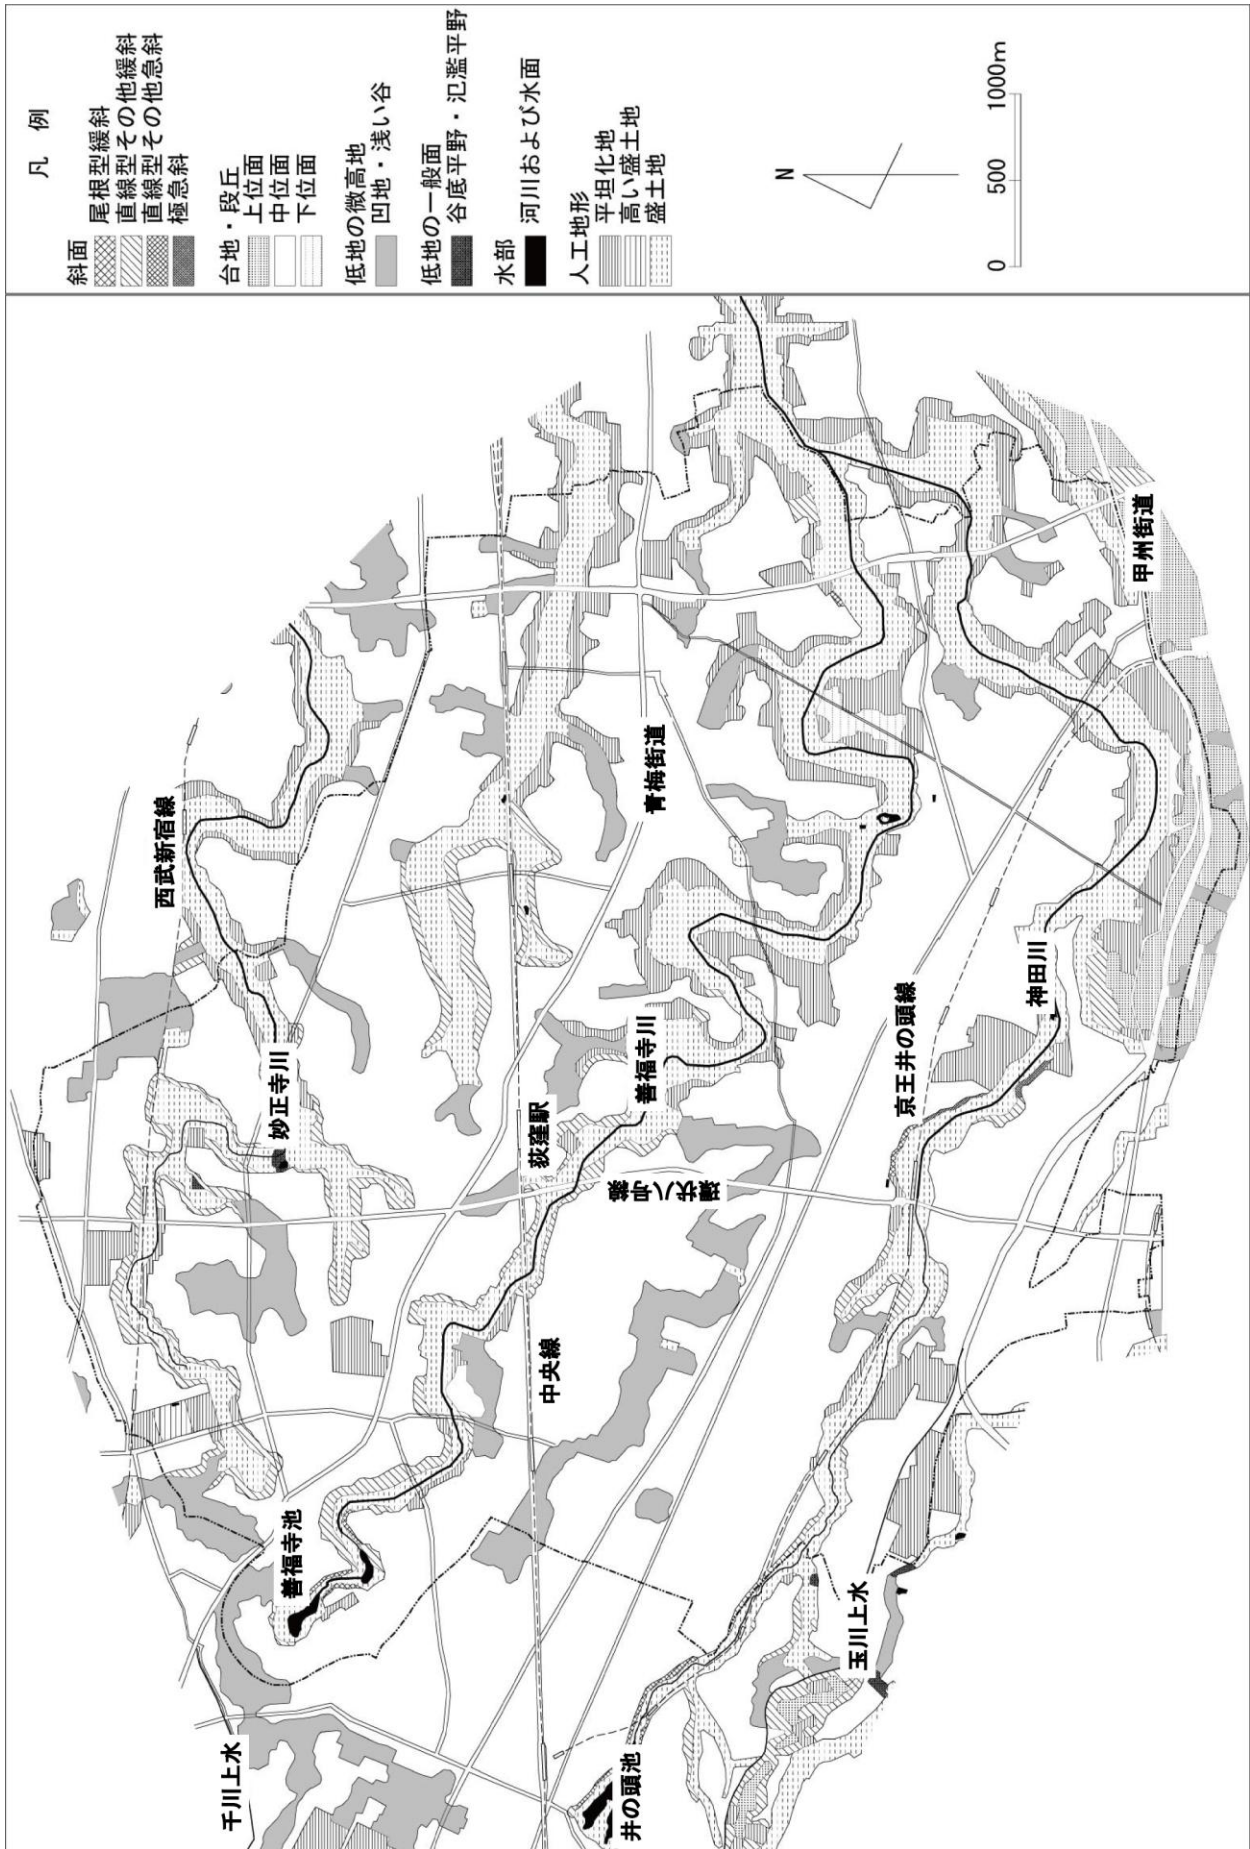 凡　例
斜面
尾根型緩斜
直線型その他緩斜
直線型その他急斜
極急斜
台地・段丘
上位面
中位面
下位面
低地の微高地
凹地・浅い谷
低地の一般面
谷底平野・氾濫平野
水部
河川および水面
人工地形
平坦化地
高い盛土地
盛土地
N
0 500 1000m
西武新宿線
妙正寺川
青梅街道
甲州街道
善福寺川
荻窪駅
環状八号線
京王井の頭線
神田川
中央線
善福寺池
千川上水
井の頭池
玉川上水